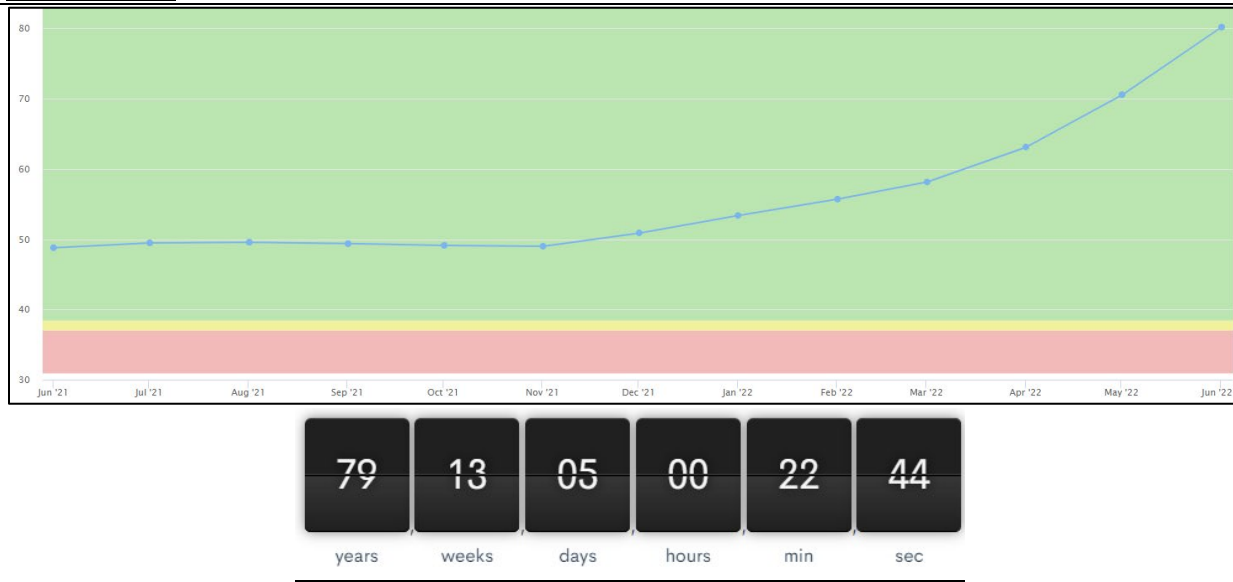 80
70
60
50
40
30
Jun '21 Jul '21 Aug '21 Sep '21 Oct '21 Nov '21 Dec '21 Jan '22 Feb '22 Mar '22 Apr '22 May '22 Jun '22
79 , 13 , 05 , 00 , 22 , 44
years weeks days hours min sec